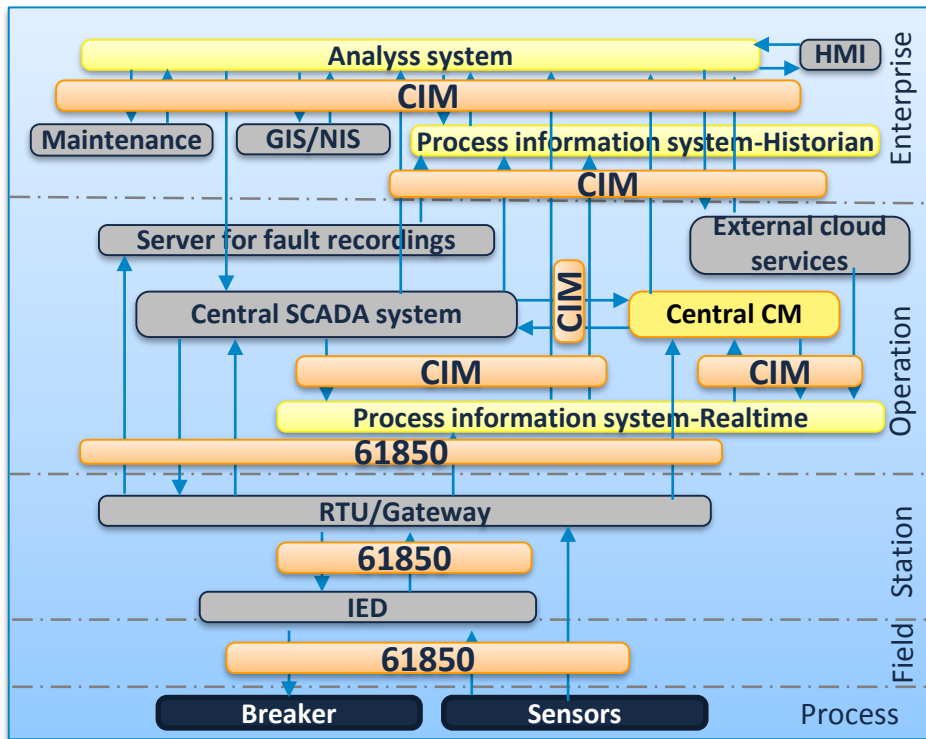 Analyss system
HMI
CIM
Maintenance
GIS/NIS
Process information system-Historian
Enterprise
CIM
Server for fault recordings
External cloud
services
CIM
Central SCADA system
Central CM
Operation
CIM
CIM
Process information system-Realtime
61850
RTU/Gateway
61850
Station
IED
61850
Field
Breaker
Sensors
Process